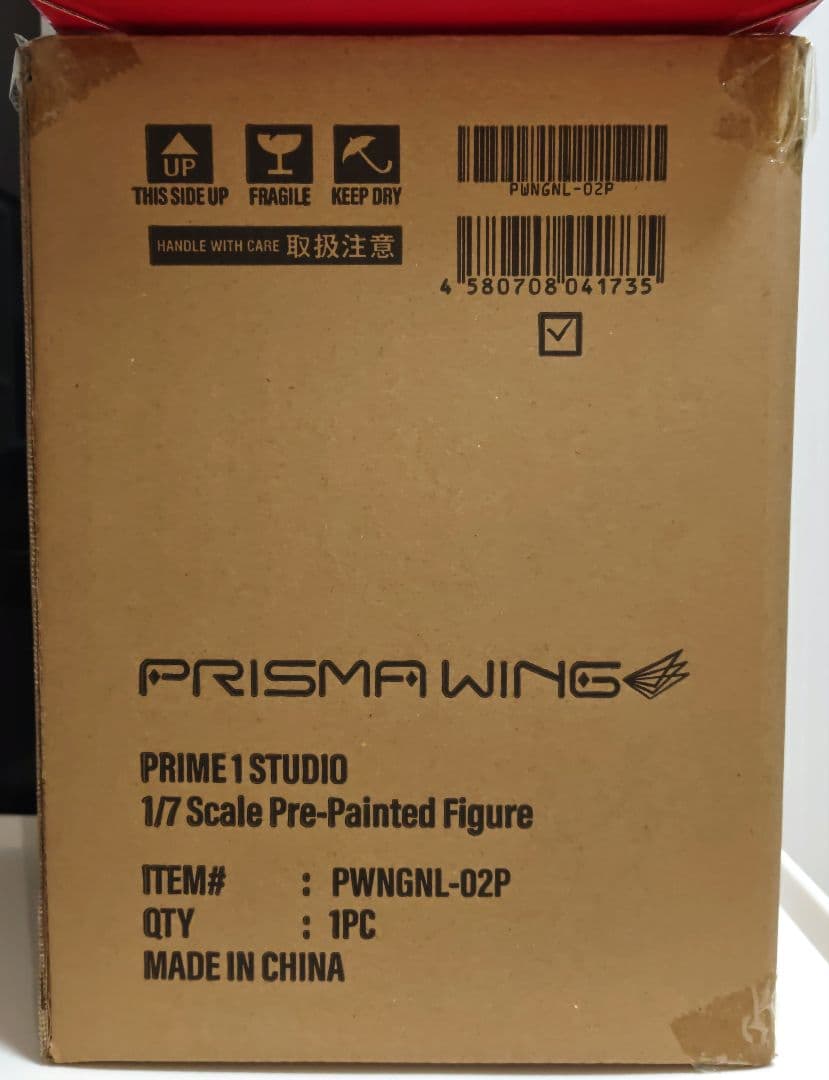 UP
THIS SIDE UP
FRAGILE
KEEP DRY
HANDLE WITH CARE 取扱注意
PWNGNL-02P
4 580708 041735
PRISMA WING
PRIME 1 STUDIO
1/7 Scale Pre-Painted Figure
ITEM# : PWNGNL-02P
QTY : 1PC
MADE IN CHINA